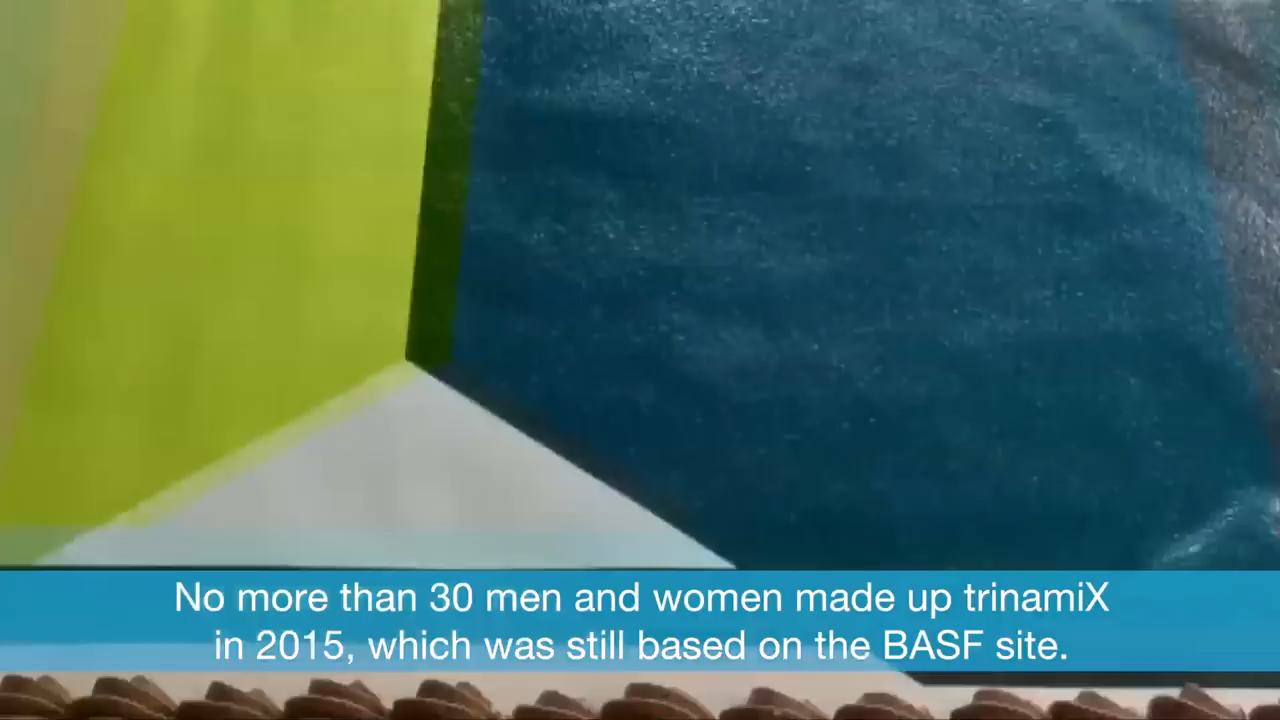 No more than 30 men and women made up trinamiX
in 2015, which was still based on the BASF site.